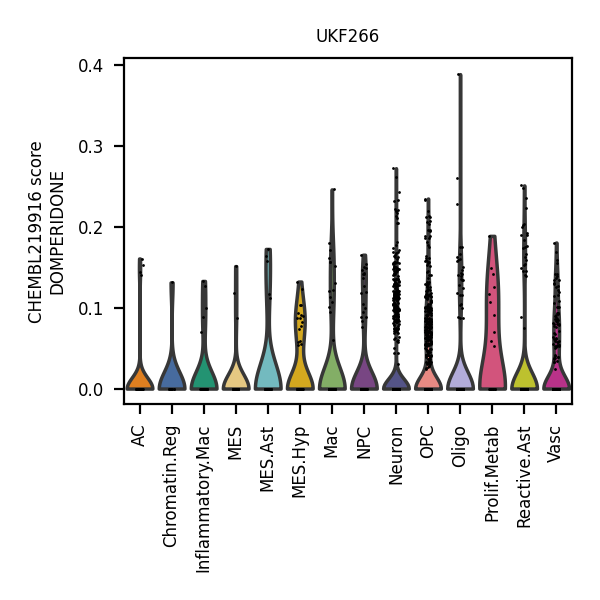 UKF266
CHEMBL219916 score
DOMPERIDONE
0.4
0.3
0.2
0.1
0.0
AC
Chromatin.Reg
Inflammatory.Mac
MES
MES.Ast
MES.Hyp
Mac
NPC
Neuron
OPC
Oligo
Prolif.Metab
Reactive.Ast
Vasc